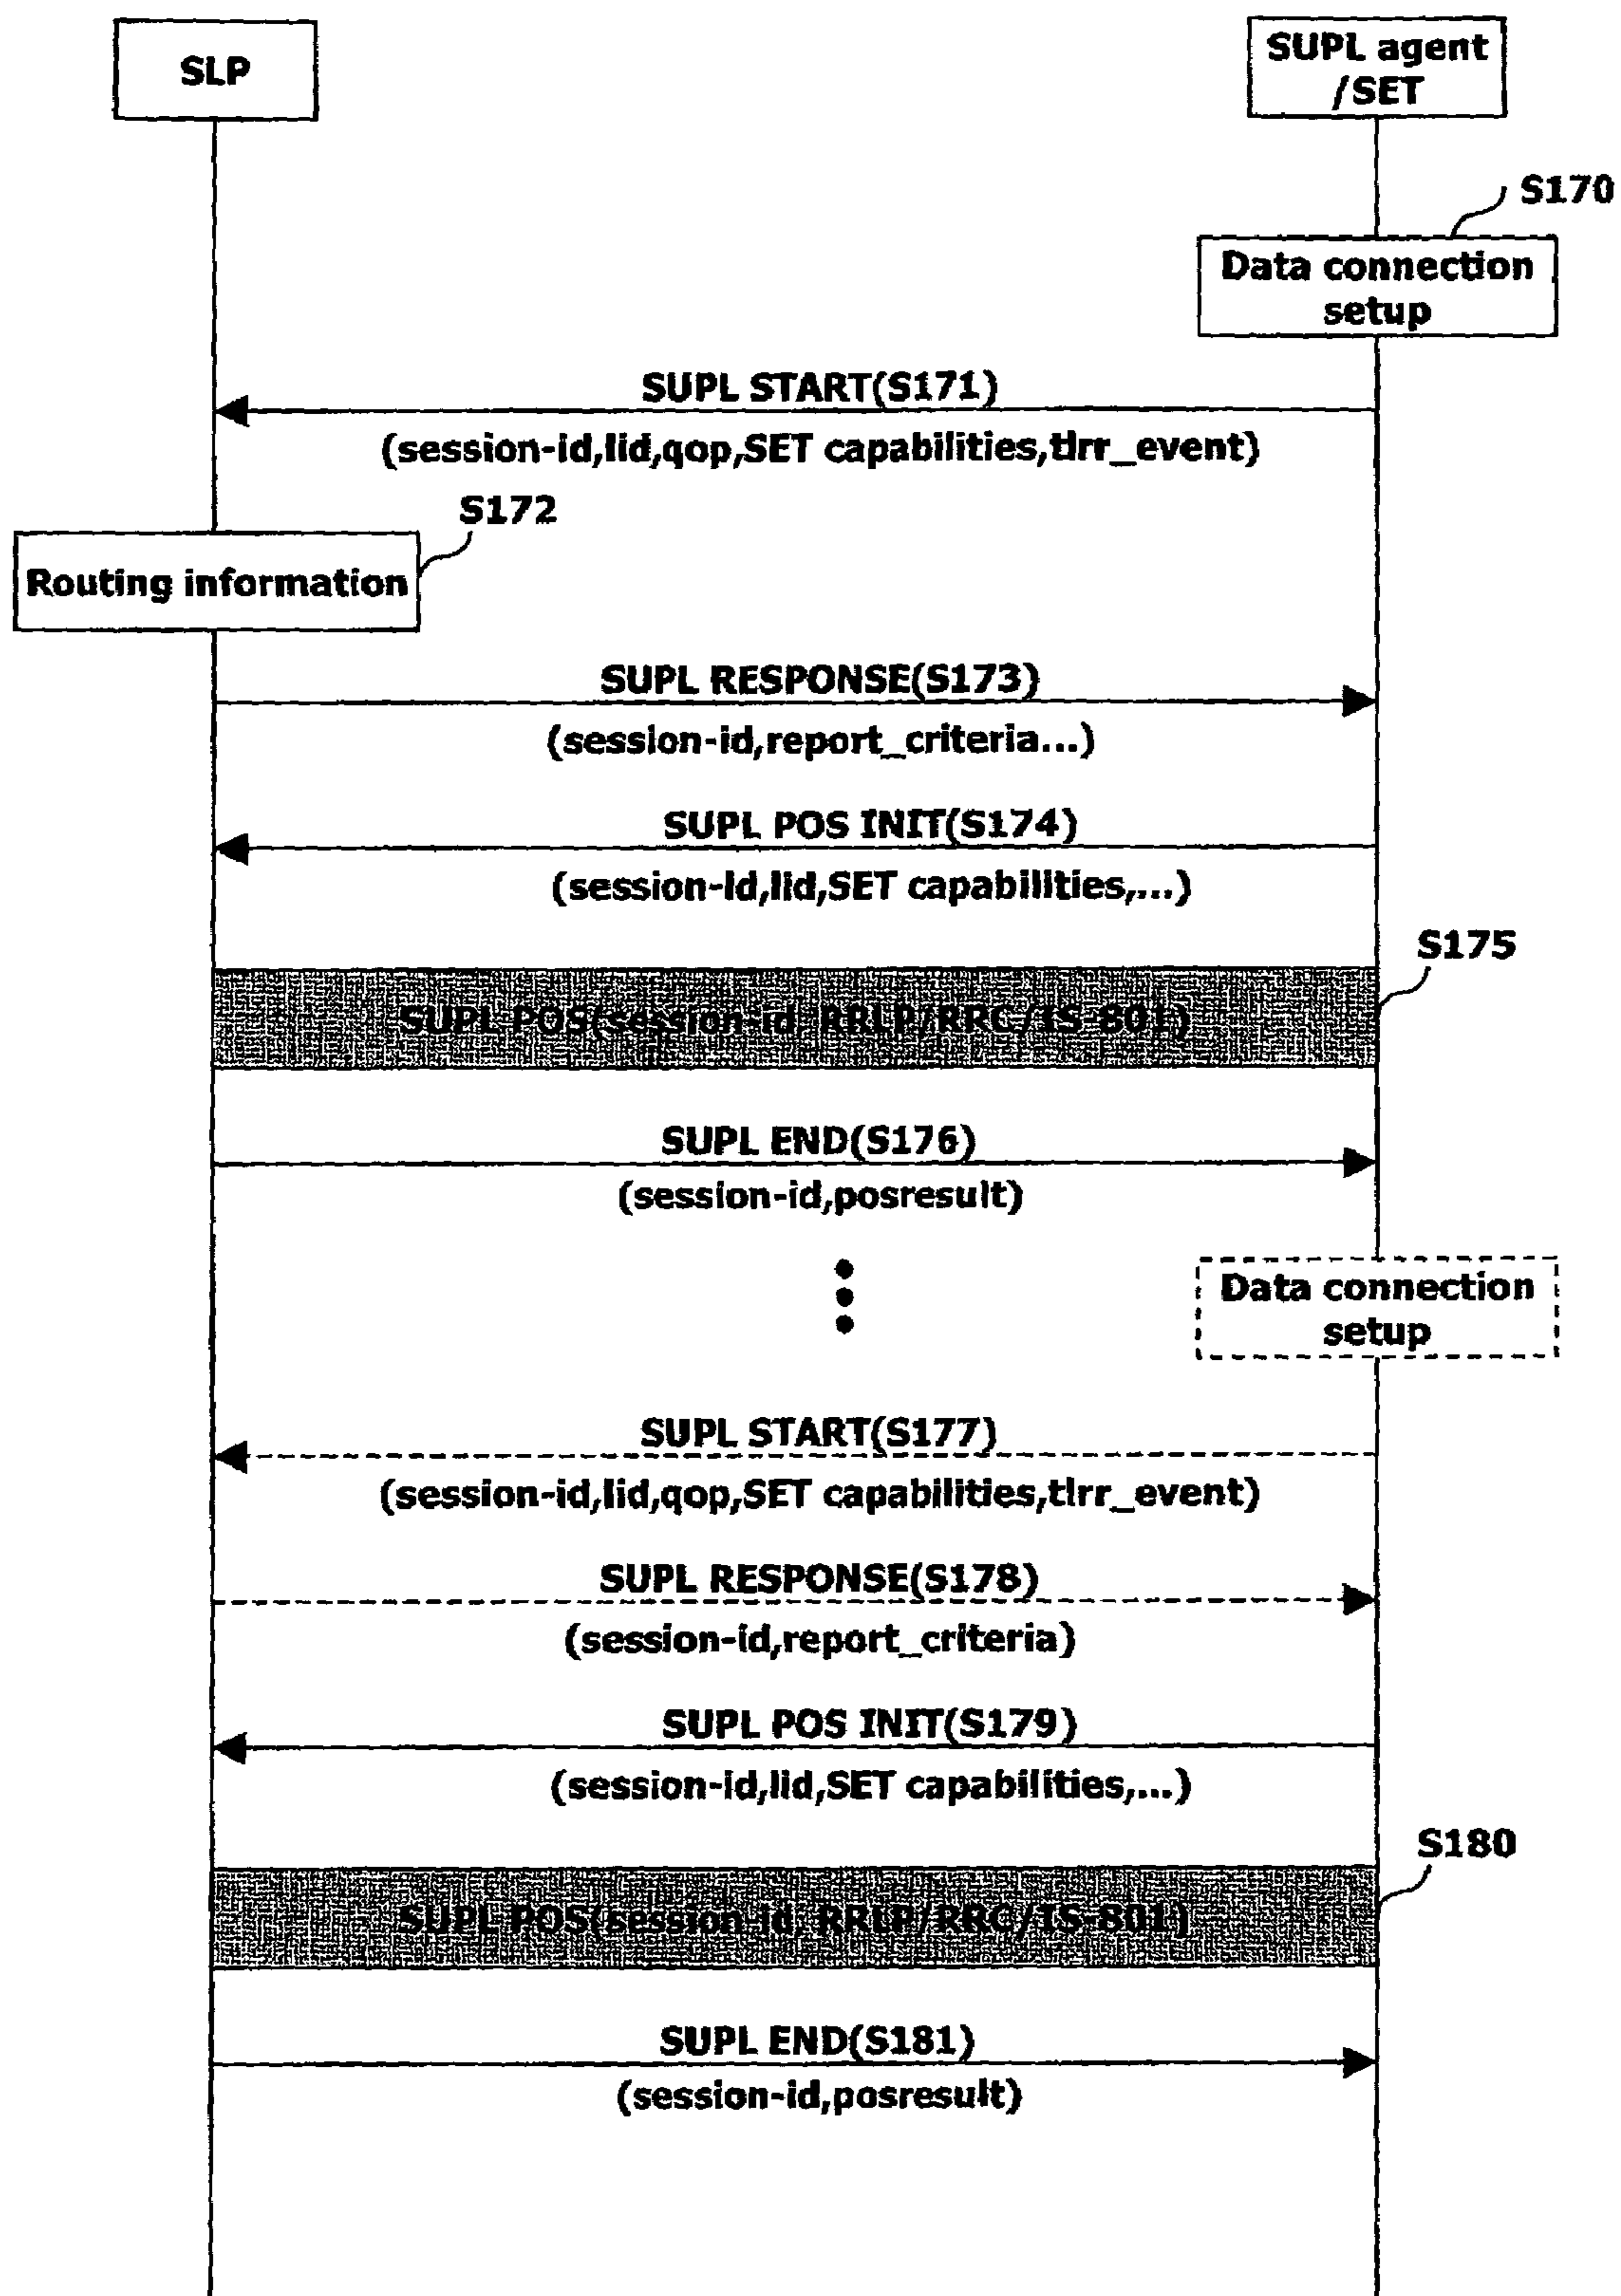 SLP
SUPL agent
/SET
S170
Data connection
setup
SUPL START(S171)
(session-id,lid,qop,SET capabilities,tlrr_event)
S172
Routing information
SUPL RESPONSE(S173)
(session-id,report_criteria...)
SUPL POS INIT(S174)
(session-id,lid,SET capabilities,...)
S175
SUPL POS(session-id, RRLP/RRC/IS-801)
SUPL END(S176)
(session-id,posresult)
Data connection
setup
SUPL START(S177)
(session-id,lid,qop,SET capabilities,tlrr_event)
SUPL RESPONSE(S178)
(session-id,report_criteria)
SUPL POS INIT(S179)
(session-id,lid,SET capabilities,...)
S180
SUPL POS(session-id, RRLP/RRC/IS-801)
SUPL END(S181)
(session-id,posresult)